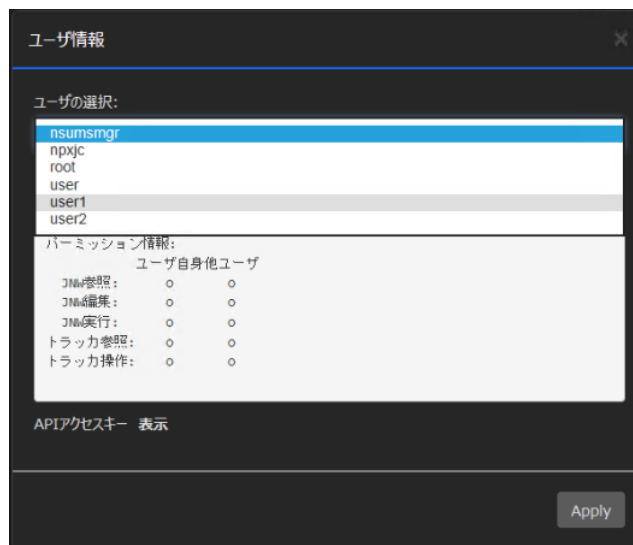 ユーザ情報
×
ユーザの選択:
nsumsmgr
npxjc
root
user
user1
user2
パーミッション情報:
ユーザ自身他ユーザ
JNW参照: o o
JNW編集: o o
JNW実行: o o
トラッカ参照: o o
トラッカ操作: o o
APIアクセスキー 表示
Apply